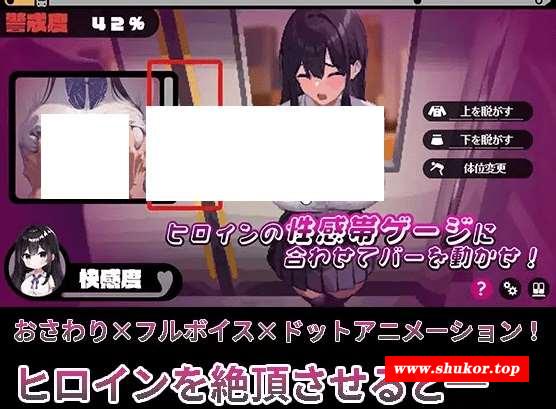 警戒度 42%
上を脱がす
下を脱がす
体位変更
ヒロインの性感帯ゲージに
合わせてバーを動かせ！
快感度
?
おさわり×フルボイス×ドットアニメーション！
www.shukor.top
ヒロインを絶頂させると──